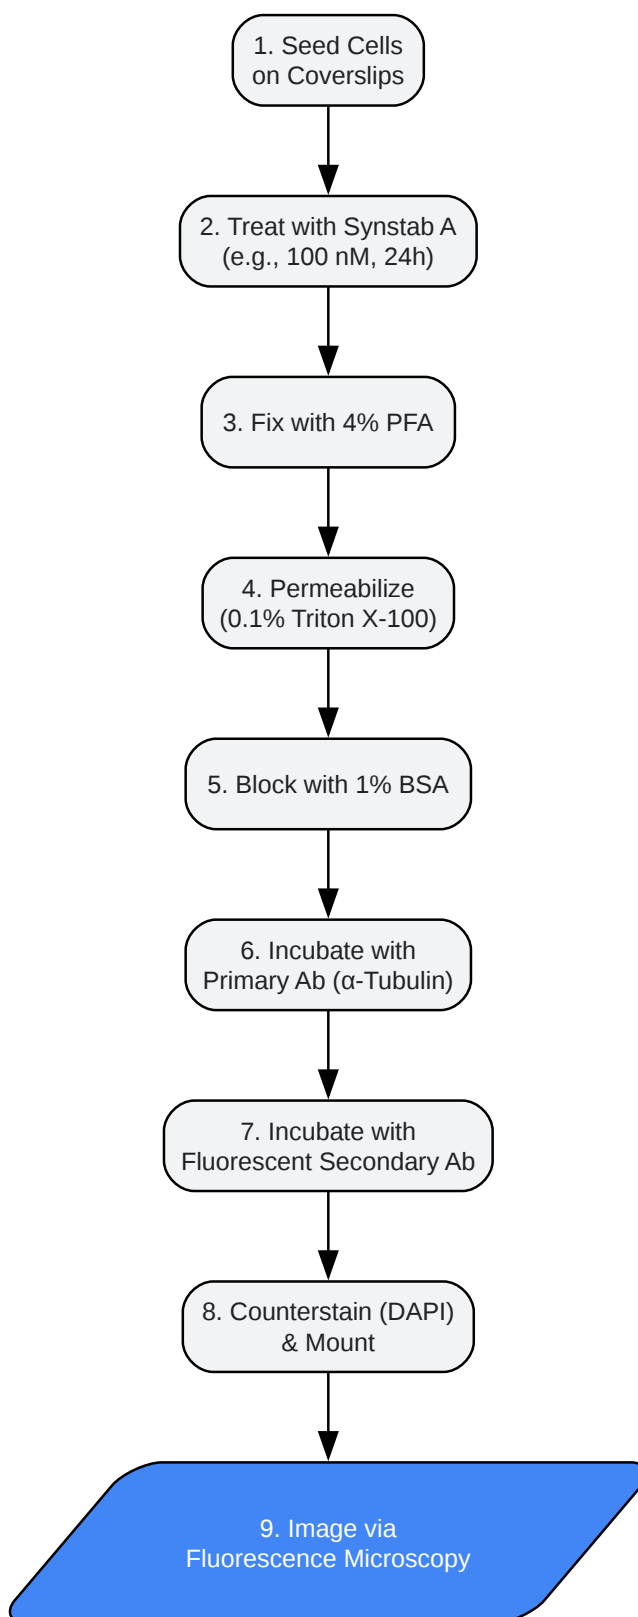 1. Seed Cells
on Coverslips
2. Treat with Synstab A
(e.g., 100 nM, 24h)
3. Fix with 4% PFA
4. Permeabilize
(0.1% Triton X-100)
5. Block with 1% BSA
6. Incubate with
Primary Ab (α-Tubulin)
7. Incubate with
Fluorescent Secondary Ab
8. Counterstain (DAPI)
& Mount
9. Image via
Fluorescence Microscopy